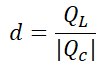 d = Q_L / |Q_c|